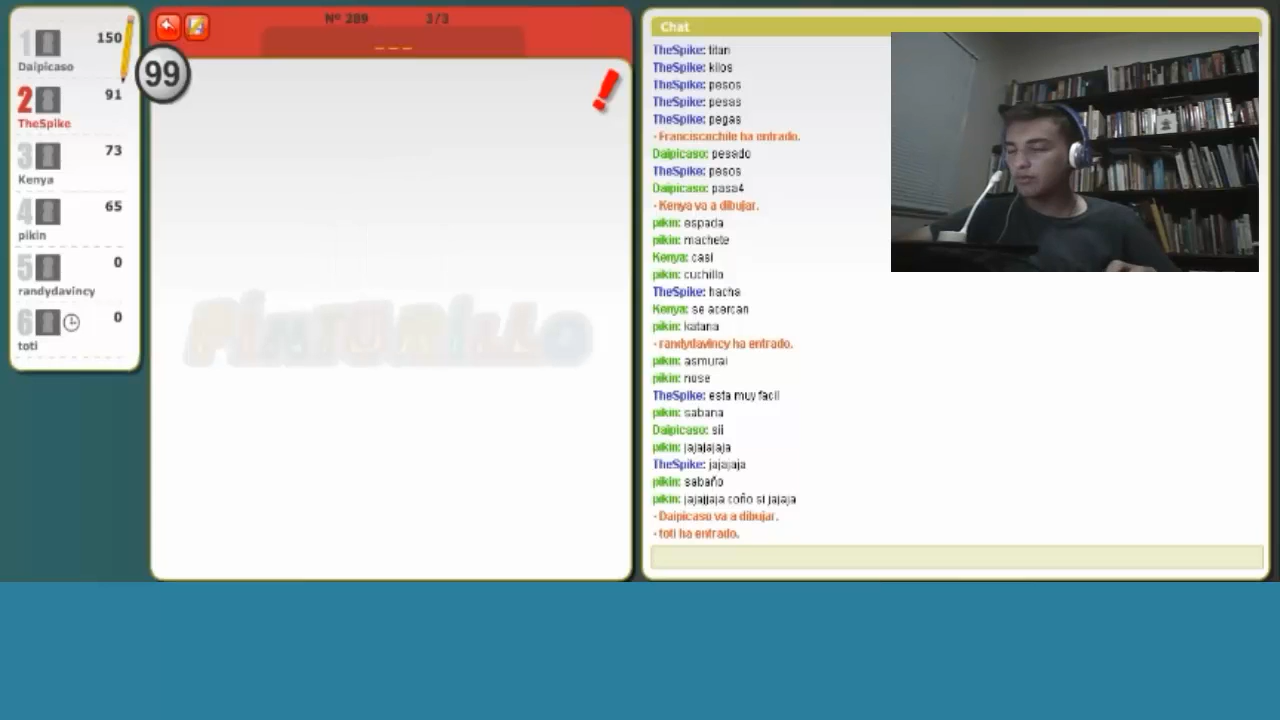 1 150
Daipicaso
2 91
TheSpike
3 73
Kenya
4 65
pikin
5 0
randydavincy
6 0
toti
99
Nº 289 3/3
_ _ _
PINTURILLO
Chat
TheSpike: titan
TheSpike: kilos
TheSpike: pesos
TheSpike: pesas
TheSpike: pegas
· Franciscochile ha entrado.
Daipicaso: pesado
TheSpike: pesos
Daipicaso: pasa4
· Kenya va a dibujar.
pikin: espada
pikin: machete
Kenya: casi
pikin: cuchillo
TheSpike: hacha
Kenya: se acercan
pikin: katana
· randydavincy ha entrado.
pikin: asmurai
pikin: nose
TheSpike: esta muy facil
pikin: sabana
Daipicaso: sii
pikin: jajajajaja
TheSpike: jajajaja
pikin: sabaño
pikin: jajajjaja coño si jajaja
· Daipicaso va a dibujar.
· toti ha entrado.